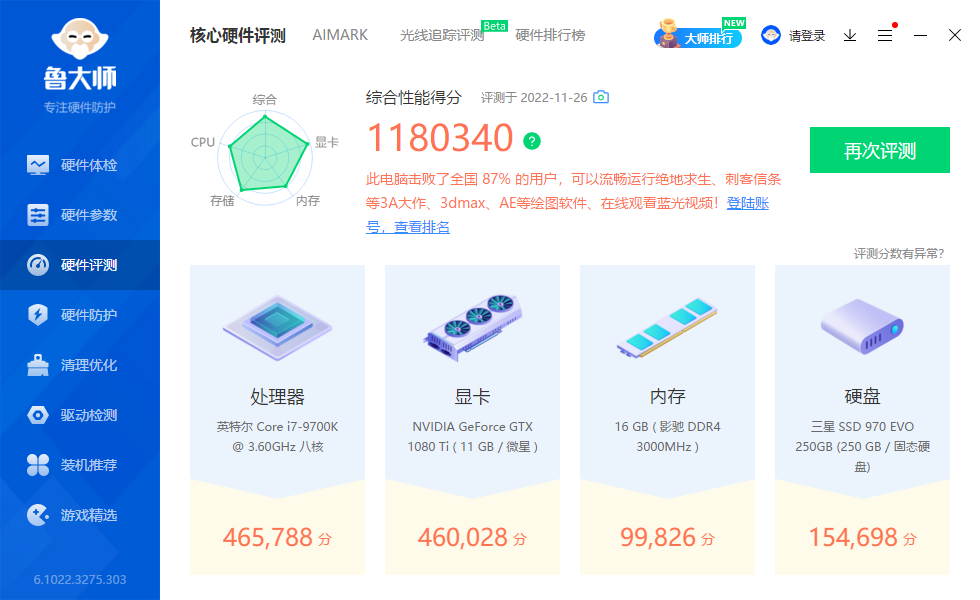 鲁大师
专注硬件防护
硬件体检
硬件参数
硬件评测
硬件防护
清理优化
驱动检测
装机推荐
游戏精选
6.1022.3275.303
核心硬件评测 AIMARK 光线追踪评测 Beta 硬件排行榜
大师排行 NEW 请登录
综合
CPU
显卡
存储
内存
综合性能得分 评测于 2022-11-26
1180340 ?
此电脑击败了全国 87% 的用户，可以流畅运行绝地求生、刺客信条
等3A大作、3dmax、AE等绘图软件、在线观看蓝光视频！登陆账
号，查看排名
再次评测
评测分数有异常?
处理器
英特尔 Core i7-9700K
@ 3.60GHz 八核
465,788 分
显卡
NVIDIA GeForce GTX
1080 Ti ( 11 GB / 微星 )
460,028 分
内存
16 GB ( 影驰 DDR4
3000MHz )
99,826 分
硬盘
三星 SSD 970 EVO
250GB (250 GB / 固态硬
盘)
154,698 分